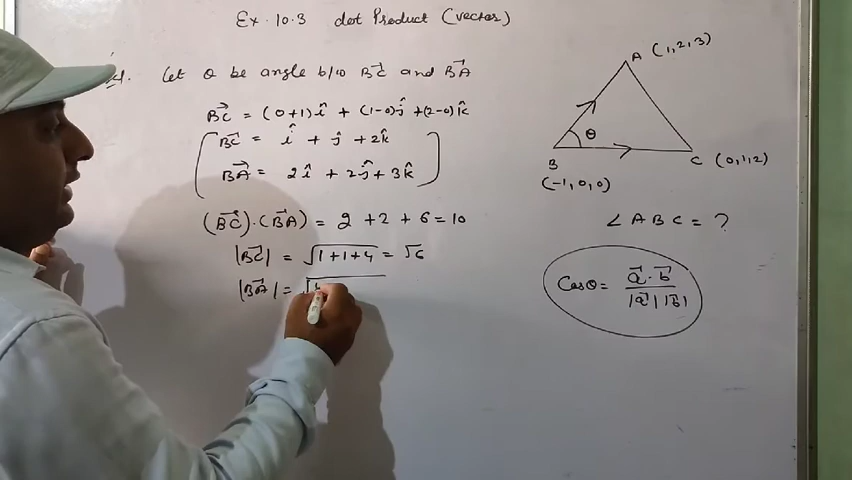 Ex. 10.3 dot Product (vector)
Let θ be angle b/w BC⃗ and BA⃗
BC⃗ = (0+1)î + (1-0)ĵ + (2-0)k̂
BC⃗ = î + ĵ + 2k̂
BA⃗ = 2î + 2ĵ + 3k̂
(BC⃗)·(BA⃗) = 2 + 2 + 6 = 10
|BC⃗| = √1+1+4 = √6
|BA⃗| = √
A (1,2,3)
θ
B
C (0,1,2)
(-1,0,0)
∠ABC = ?
Cosθ = a⃗·b⃗ / |a⃗||b⃗|